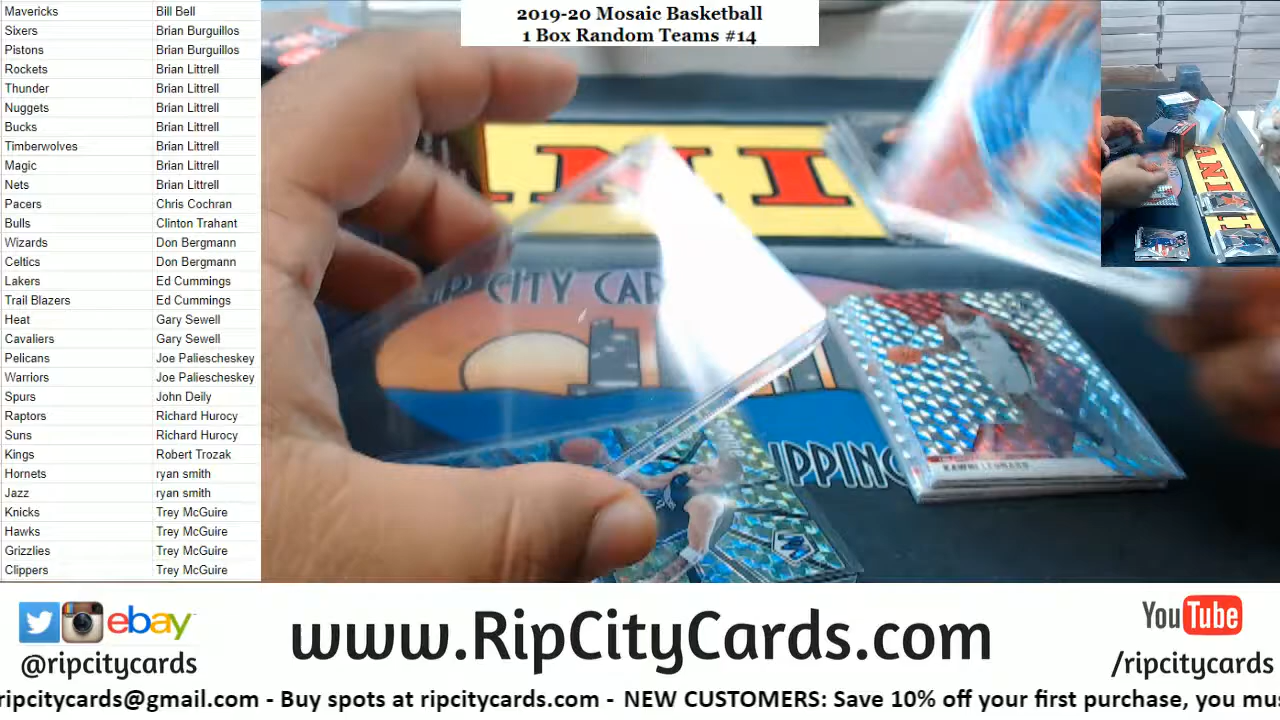 Mavericks Bill Bell
Sixers Brian Burguillos
Pistons Brian Burguillos
Rockets Brian Littrell
Thunder Brian Littrell
Nuggets Brian Littrell
Bucks Brian Littrell
Timberwolves Brian Littrell
Magic Brian Littrell
Nets Brian Littrell
Pacers Chris Cochran
Bulls Clinton Trahant
Wizards Don Bergmann
Celtics Don Bergmann
Lakers Ed Cummings
Trail Blazers Ed Cummings
Heat Gary Sewell
Cavaliers Gary Sewell
Pelicans Joe Paliescheskey
Warriors Joe Paliescheskey
Spurs John Deily
Raptors Richard Hurocy
Suns Richard Hurocy
Kings Robert Trozak
Hornets ryan smith
Jazz ryan smith
Knicks Trey McGuire
Hawks Trey McGuire
Grizzlies Trey McGuire
Clippers Trey McGuire
2019-20 Mosaic Basketball
1 Box Random Teams #14
CITY CAR
IPPING
KAWHI LEONARD
ANI
ebay
@ripcitycards
www.RipCityCards.com
YouTube
/ripcitycards
ripcitycards@gmail.com - Buy spots at ripcitycards.com - NEW CUSTOMERS: Save 10% off your first purchase, you mus